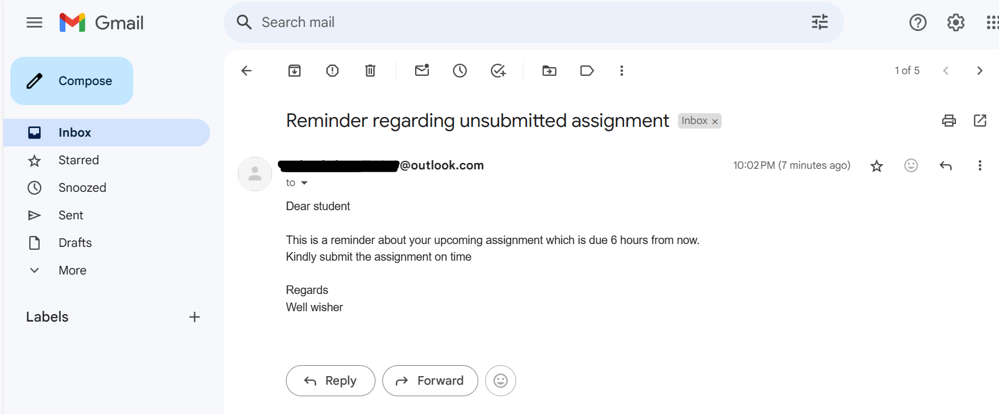 Gmail
Search mail
Compose
1 of 5
Inbox
Starred
Snoozed
Sent
Drafts
More
Labels
Reminder regarding unsubmitted assignment Inbox x
@outlook.com 10:02 PM (7 minutes ago)
to
Dear student
This is a reminder about your upcoming assignment which is due 6 hours from now.
Kindly submit the assignment on time
Regards
Well wisher
Reply Forward